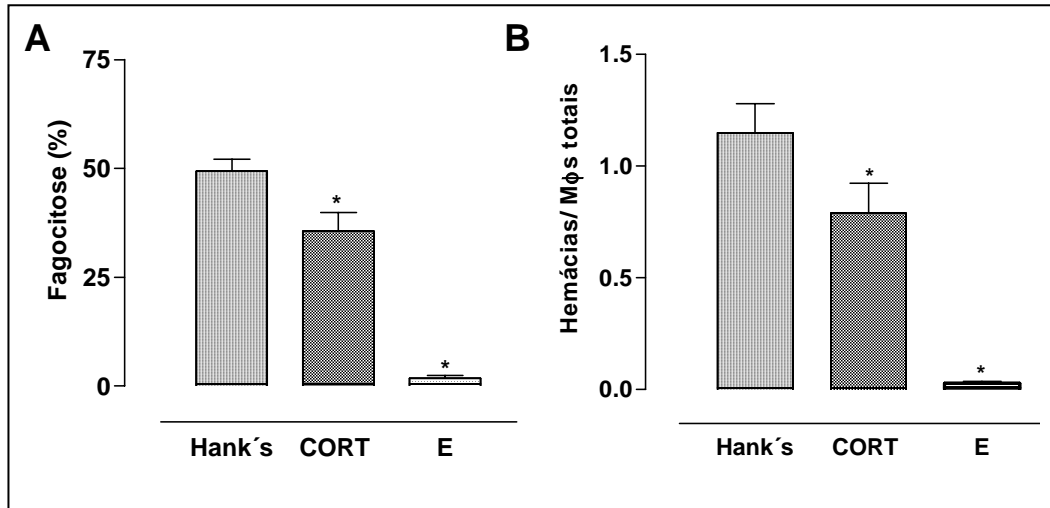 A
75
50
25
0
Fagocitose (%)
*
*
Hank´s CORT E
B
1.5
1.0
0.5
0.0
Hemácias/ Mϕs totais
*
*
Hank´s CORT E